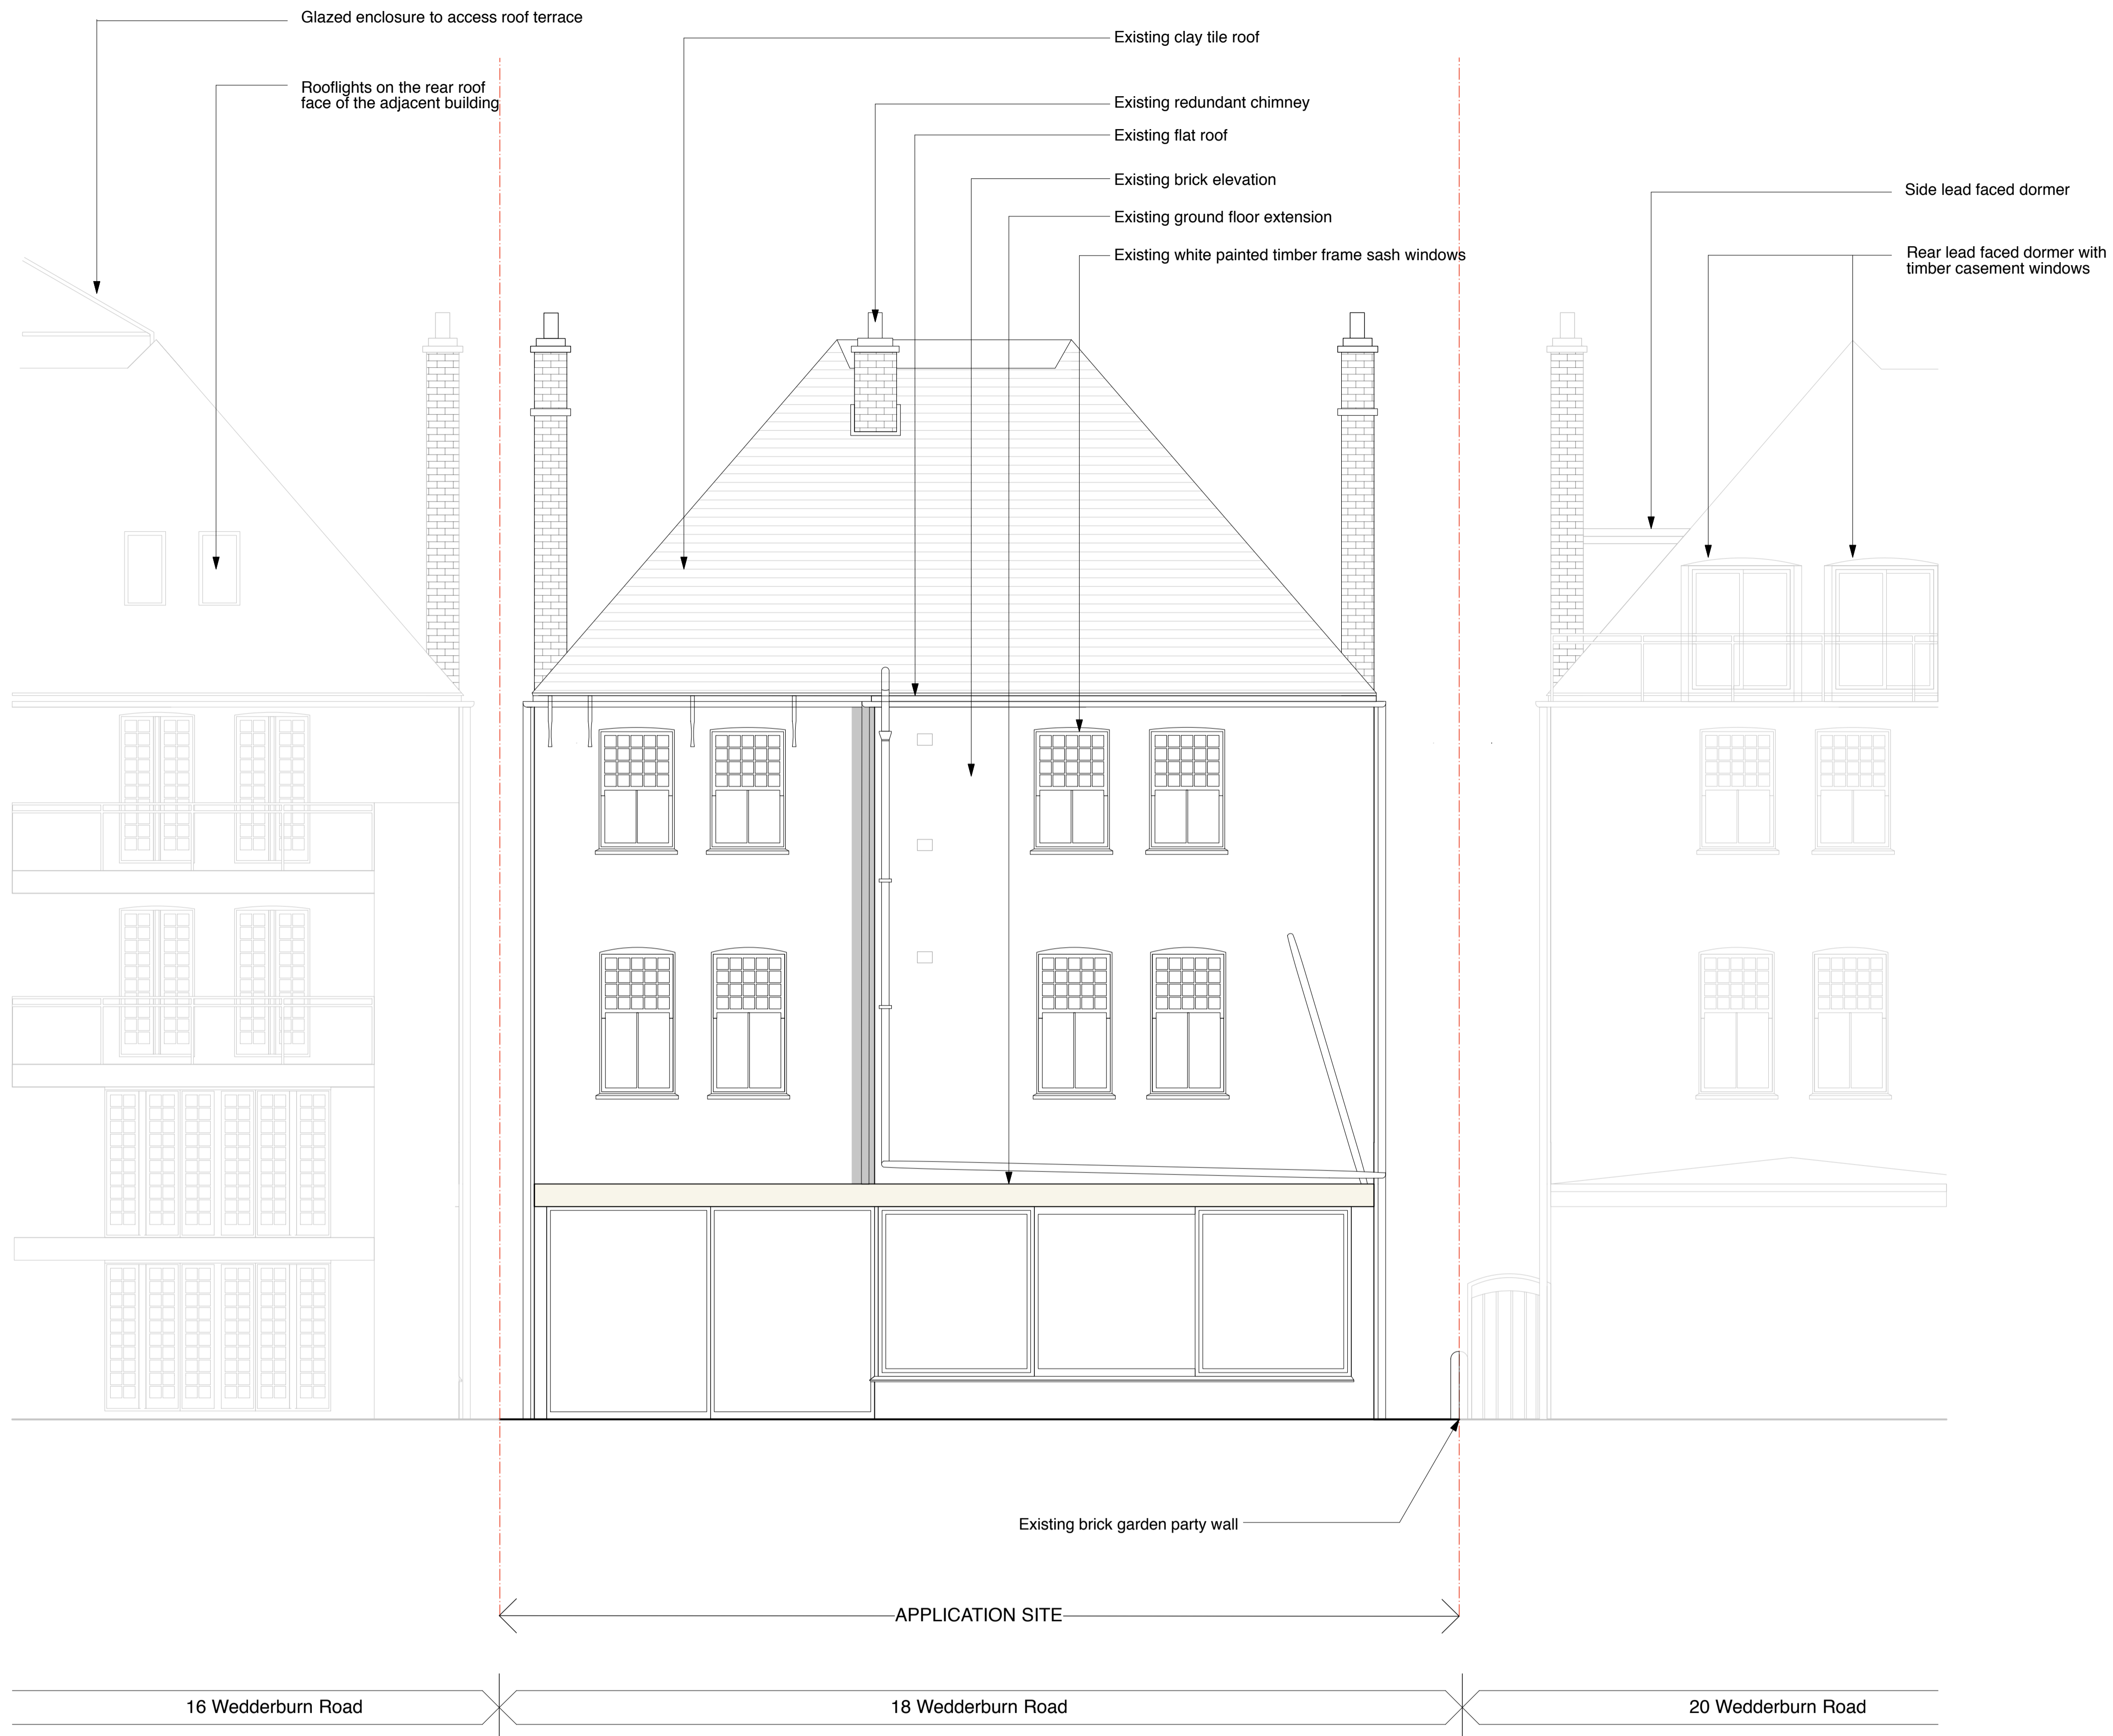 Glazed enclosure to access roof terrace
Rooflights on the rear roof
face of the adjacent building
Existing clay tile roof
Existing redundant chimney
Existing flat roof
Existing brick elevation
Existing ground floor extension
Existing white painted timber frame sash windows
Side lead faced dormer
Rear lead faced dormer with
timber casement windows
Existing brick garden party wall
APPLICATION SITE
16 Wedderburn Road
18 Wedderburn Road
20 Wedderburn Road